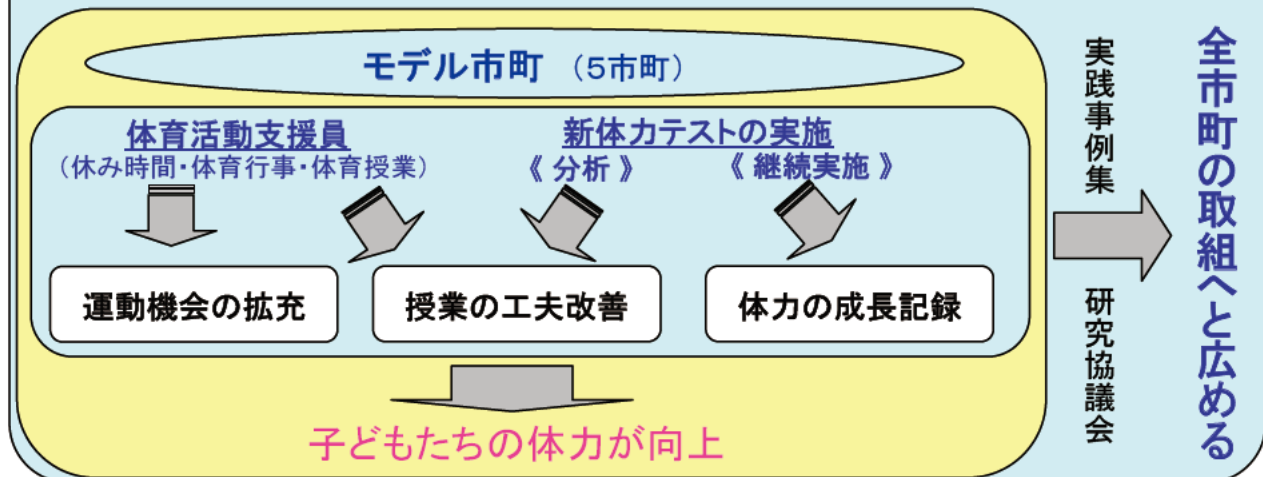 モデル市町 (5市町)
体育活動支援員
(休み時間・体育行事・体育授業)
新体力テストの実施
《 分析 》 《 継続実施 》
運動機会の拡充
授業の工夫改善
体力の成長記録
子どもたちの体力が向上
実践事例集
研究協議会
全市町の取組へと広める